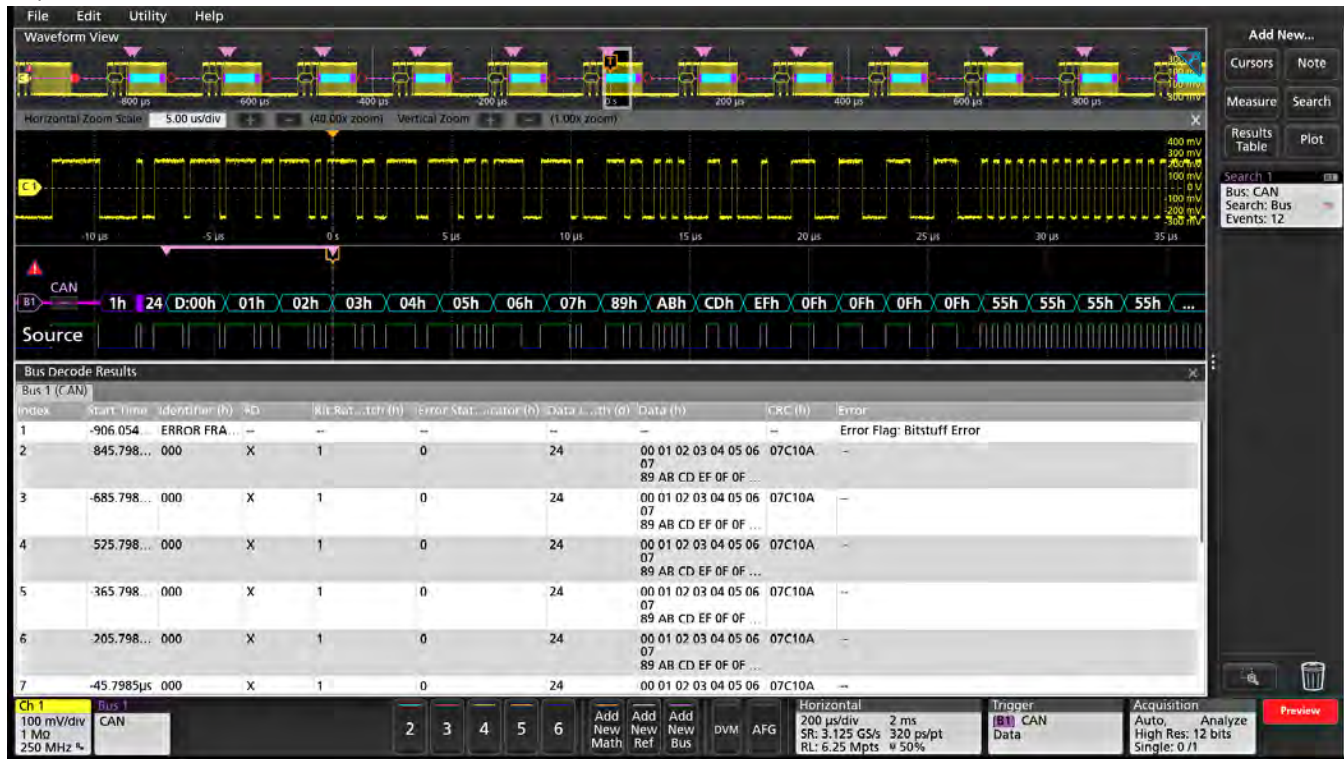 File Edit Utility Help
Waveform View
Add New...
Cursors Note
Measure Search
Results Table Plot
Search 1
Bus: CAN
Search: Bus
Events: 12
-800 µs -600 µs -400 µs -200 µs 0 s 200 µs 400 µs 600 µs 800 µs
Horizontal Zoom Scale 5.00 us/div (40.00x zoom) Vertical Zoom (1.00x zoom)
400 mV
300 mV
100 mV
0 V
-100 mV
-200 mV
-300 mV
C 1
-10 µs -5 µs 0 s 5 µs 10 µs 15 µs 20 µs 25 µs 30 µs 35 µs
CAN
B1 1h 24 D:00h 01h 02h 03h 04h 05h 06h 07h 89h ABh CDh EFh 0Fh 0Fh 0Fh 0Fh 55h 55h 55h 55h ...
Source
Bus Decode Results
Bus 1 (CAN)
Index Start Time Identifier (h) FD Bit Rat...tch (h) Error Stat...icator (h) Data L...th (d) Data (h) CRC (h) Error
1 -906.054... ERROR FRA... -- -- -- -- -- -- Error Flag: Bitstuff Error
2 845.798... 000 X 1 0 24 00 01 02 03 04 05 06 07C10A --
07
89 AB CD EF 0F 0F ...
3 -685.798... 000 X 1 0 24 00 01 02 03 04 05 06 07C10A --
07
89 AB CD EF 0F 0F ...
4 525.798... 000 X 1 0 24 00 01 02 03 04 05 06 07C10A --
07
89 AB CD EF 0F 0F ...
5 -365.798... 000 X 1 0 24 00 01 02 03 04 05 06 07C10A --
07
89 AB CD EF 0F 0F ...
6 -205.798... 000 X 1 0 24 00 01 02 03 04 05 06 07C10A --
07
89 AB CD EF 0F 0F ...
7 -45.7985µs 000 X 1 0 24 00 01 02 03 04 05 06 07C10A --
Ch 1
100 mV/div
1 MΩ
250 MHz
Bus 1
CAN
2 3 4 5 6
Add New Math
Add New Ref
Add New Bus
DVM AFG
Horizontal
200 µs/div 2 ms
SR: 3.125 GS/s 320 ps/pt
RL: 6.25 Mpts 50%
Trigger
B1 CAN
Data
Acquisition
Auto, Analyze
High Res: 12 bits
Single: 0 /1
Preview